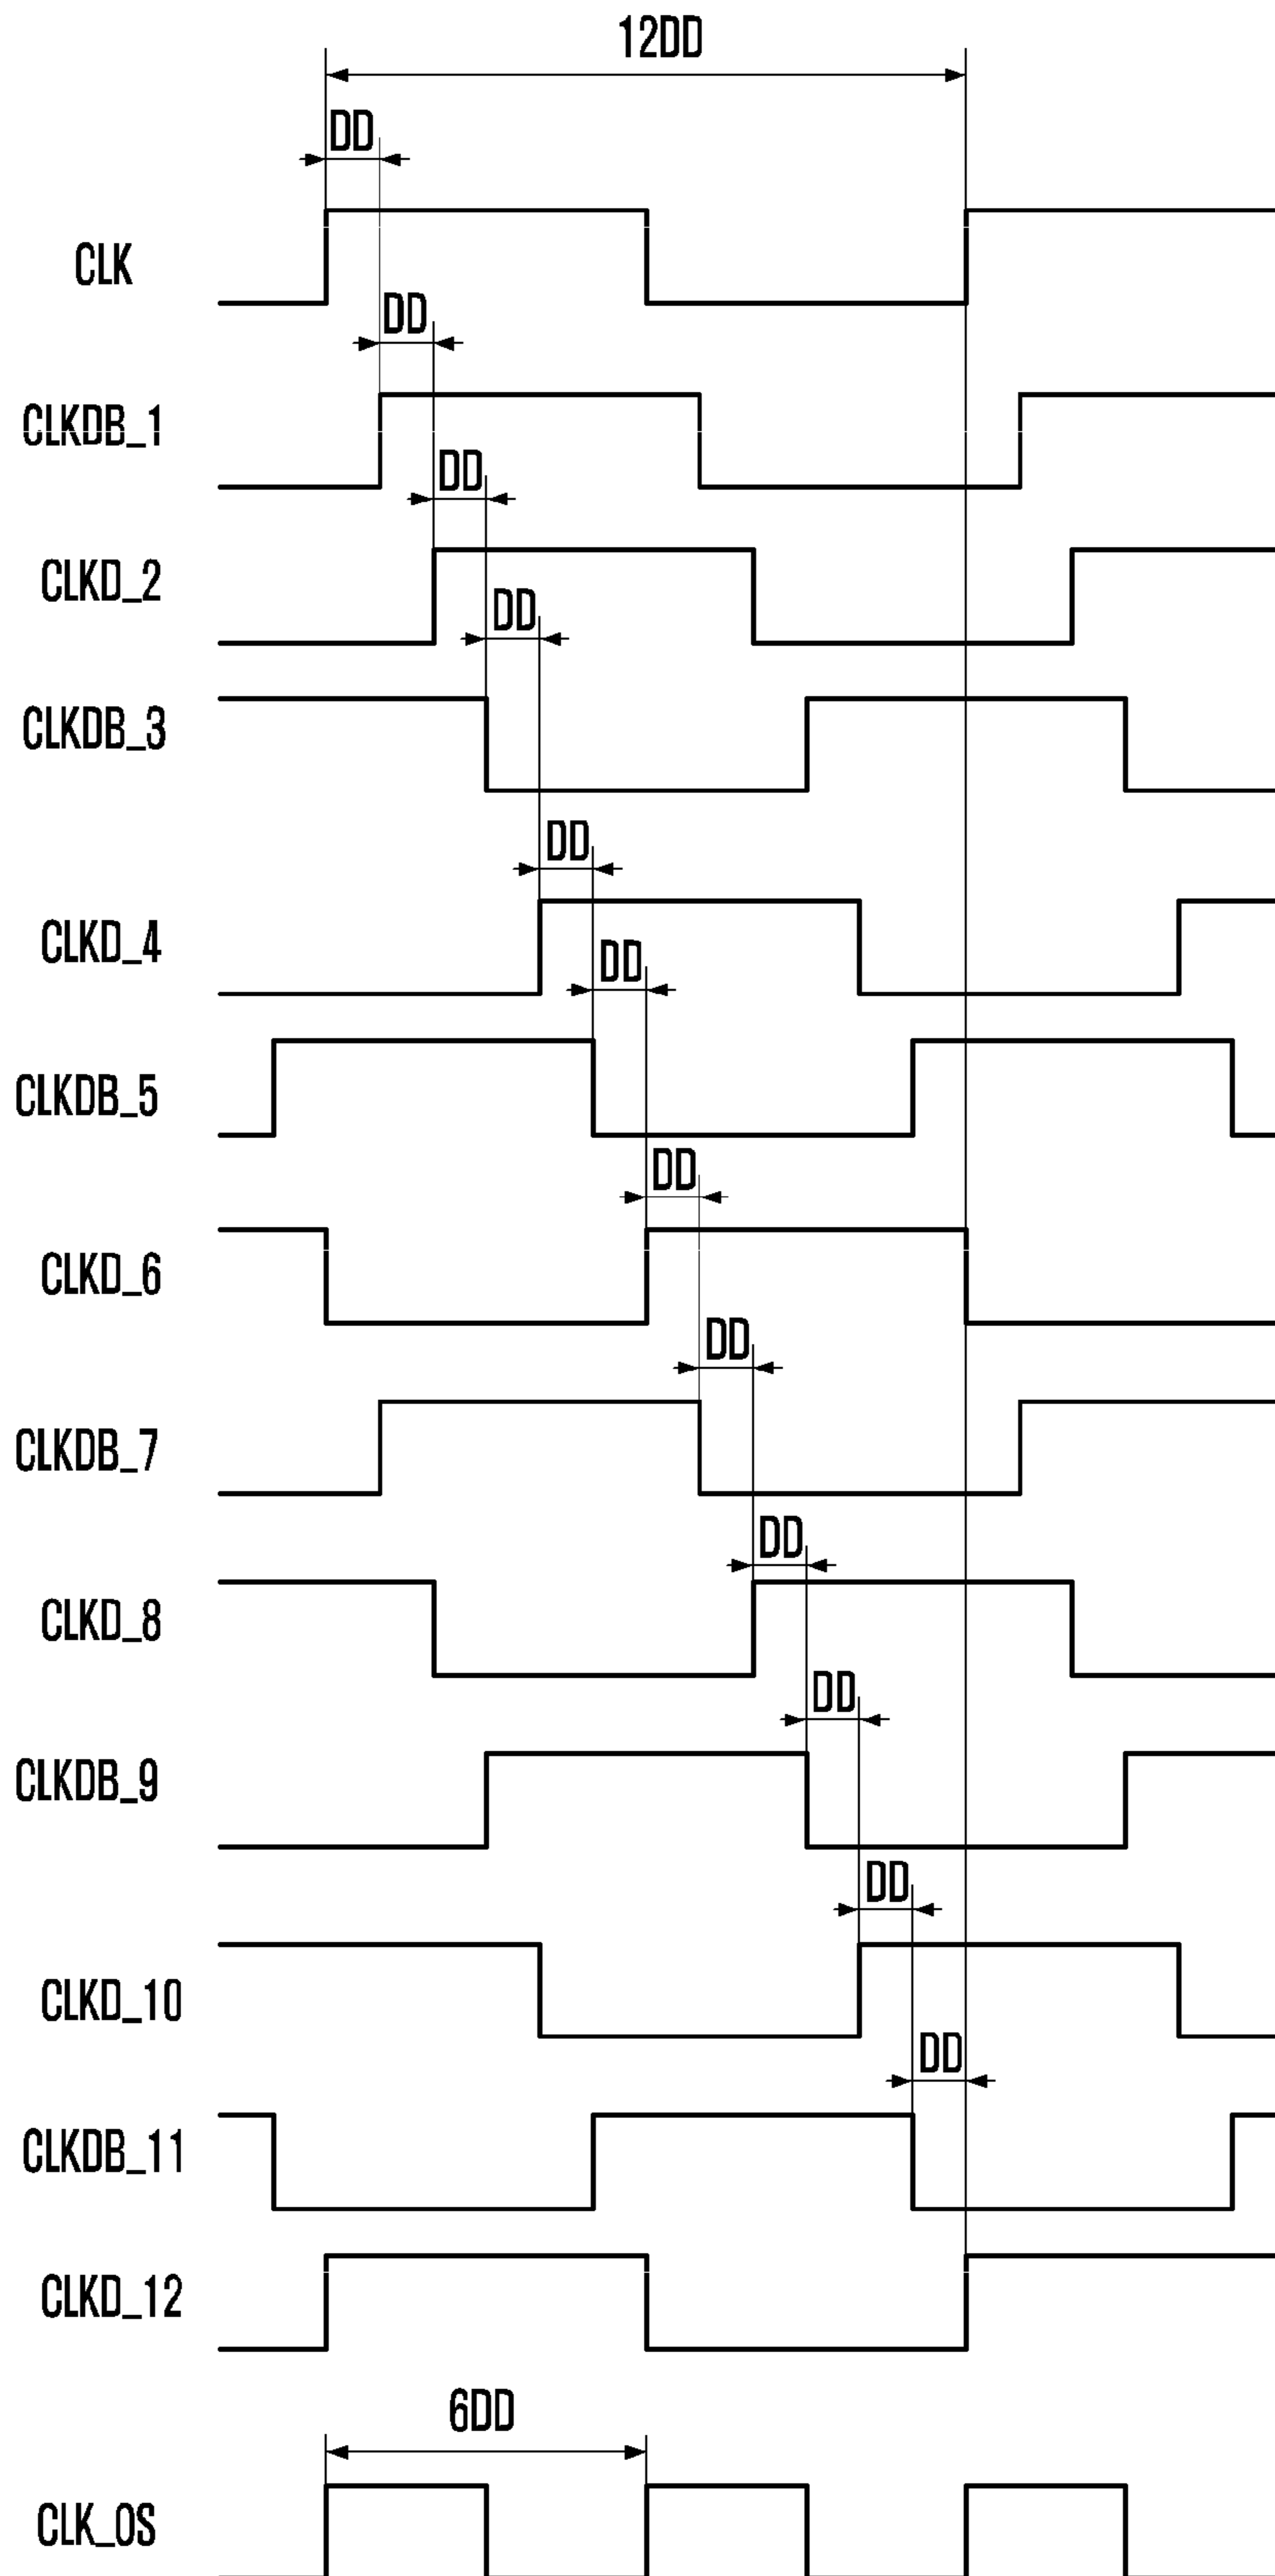 12DD
DD
CLK
DD
CLKDB_1
DD
CLKD_2
DD
CLKDB_3
DD
CLKD_4
DD
CLKDB_5
DD
CLKD_6
DD
CLKDB_7
DD
CLKD_8
DD
CLKDB_9
DD
CLKD_10
DD
CLKDB_11
CLKD_12
6DD
CLK_OS